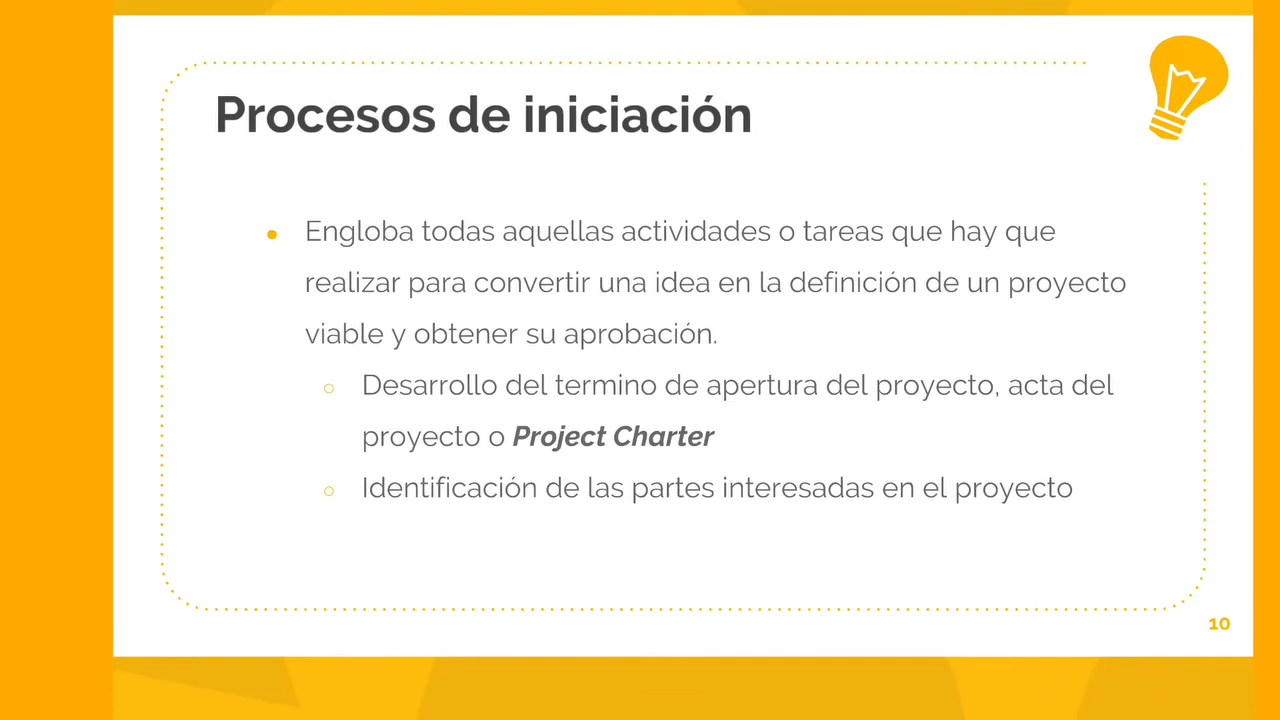 Procesos de iniciación
● Engloba todas aquellas actividades o tareas que hay que
realizar para convertir una idea en la definición de un proyecto
viable y obtener su aprobación.
○ Desarrollo del termino de apertura del proyecto, acta del
proyecto o Project Charter
○ Identificación de las partes interesadas en el proyecto
10